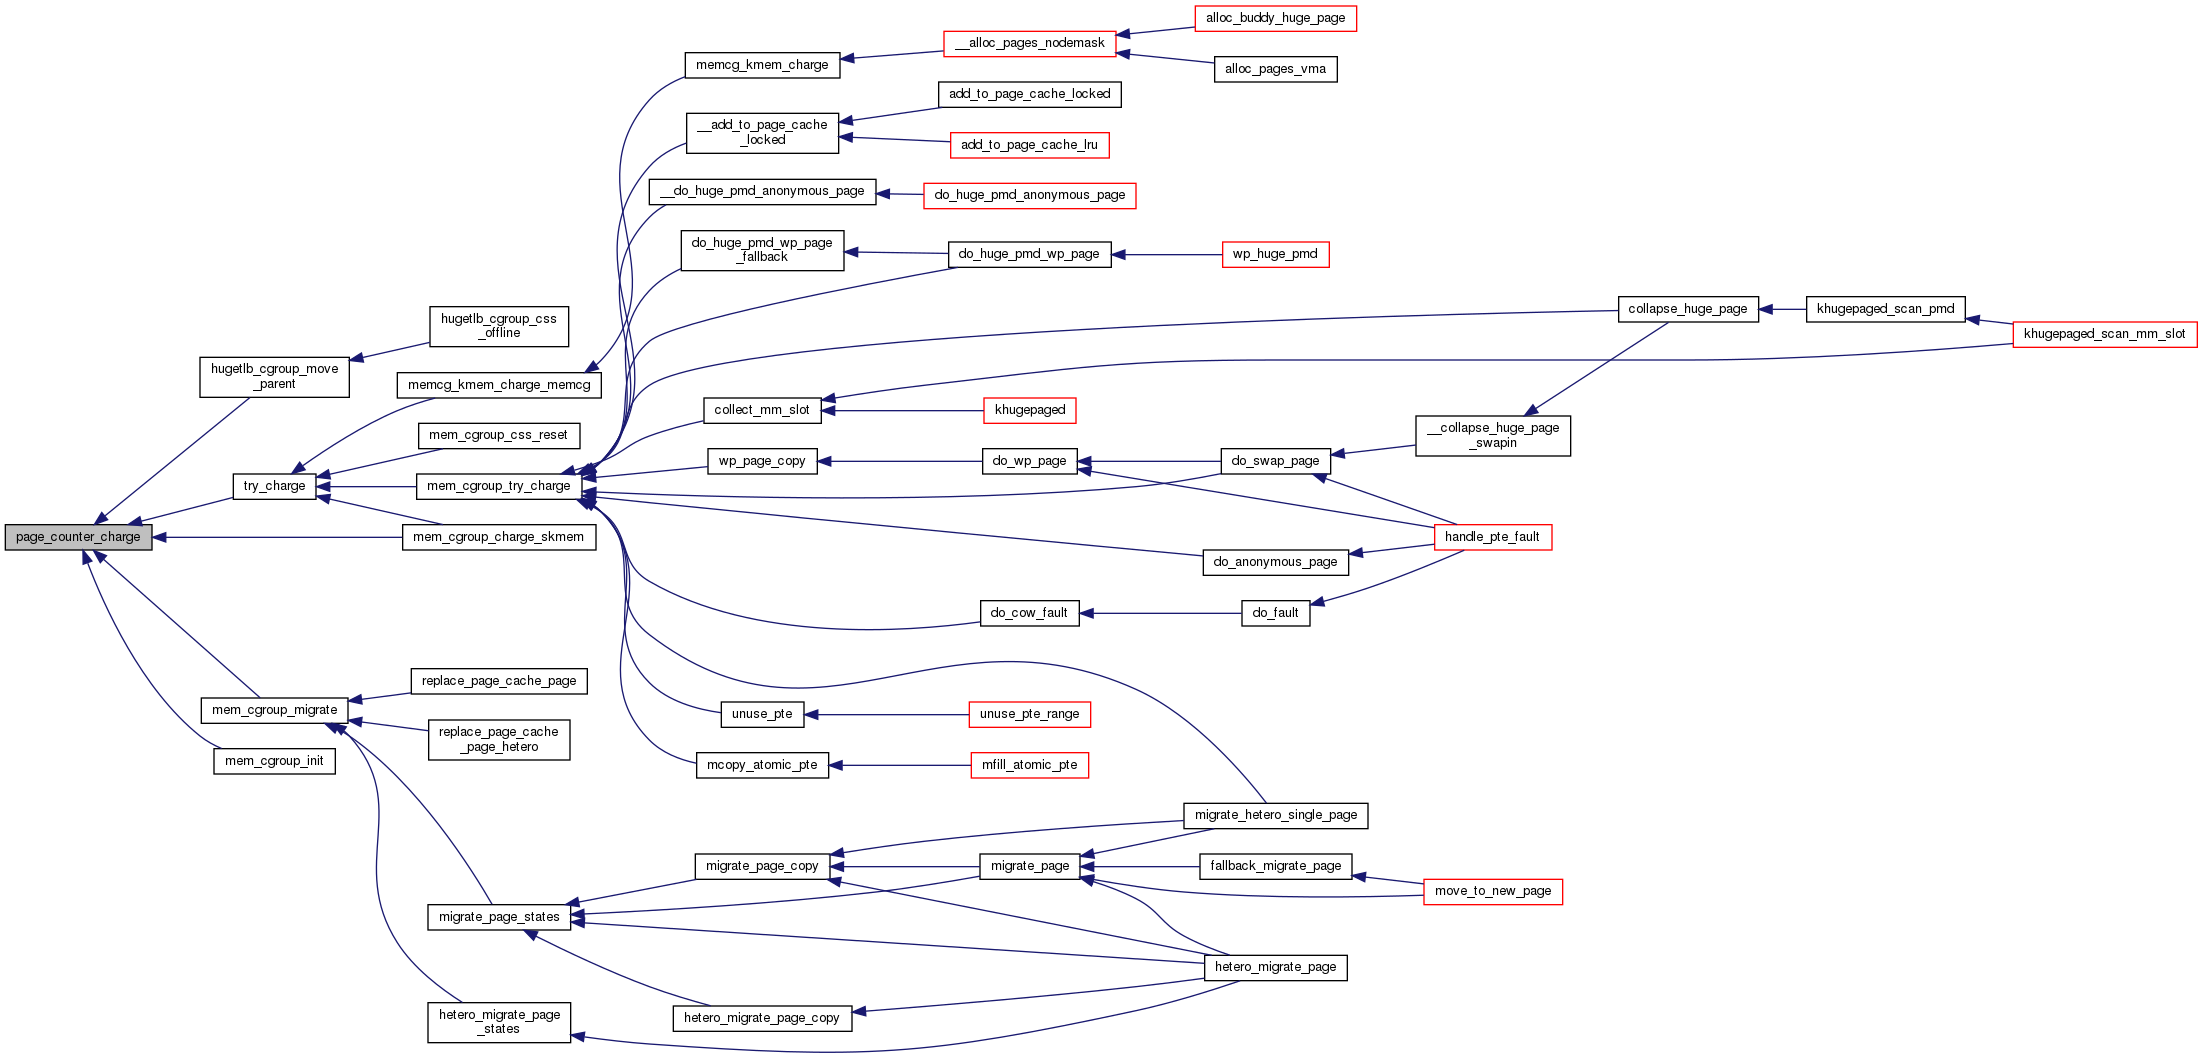 alloc_buddy_huge_page
__alloc_pages_nodemask
memcg_kmem_charge
alloc_pages_vma
add_to_page_cache_locked
__add_to_page_cache
_locked
add_to_page_cache_lru
__do_huge_pmd_anonymous_page
do_huge_pmd_anonymous_page
do_huge_pmd_wp_page
_fallback
do_huge_pmd_wp_page
wp_huge_pmd
collapse_huge_page
khugepaged_scan_pmd
khugepaged_scan_mm_slot
hugetlb_cgroup_css
_offline
hugetlb_cgroup_move
_parent
memcg_kmem_charge_memcg
collect_mm_slot
khugepaged
mem_cgroup_css_reset
__collapse_huge_page
_swapin
wp_page_copy
do_wp_page
do_swap_page
try_charge
mem_cgroup_try_charge
page_counter_charge
mem_cgroup_charge_skmem
handle_pte_fault
do_anonymous_page
do_cow_fault
do_fault
replace_page_cache_page
mem_cgroup_migrate
unuse_pte
unuse_pte_range
replace_page_cache
_page_hetero
mem_cgroup_init
mcopy_atomic_pte
mfill_atomic_pte
migrate_hetero_single_page
migrate_page_copy
migrate_page
fallback_migrate_page
move_to_new_page
migrate_page_states
hetero_migrate_page
hetero_migrate_page
_states
hetero_migrate_page_copy